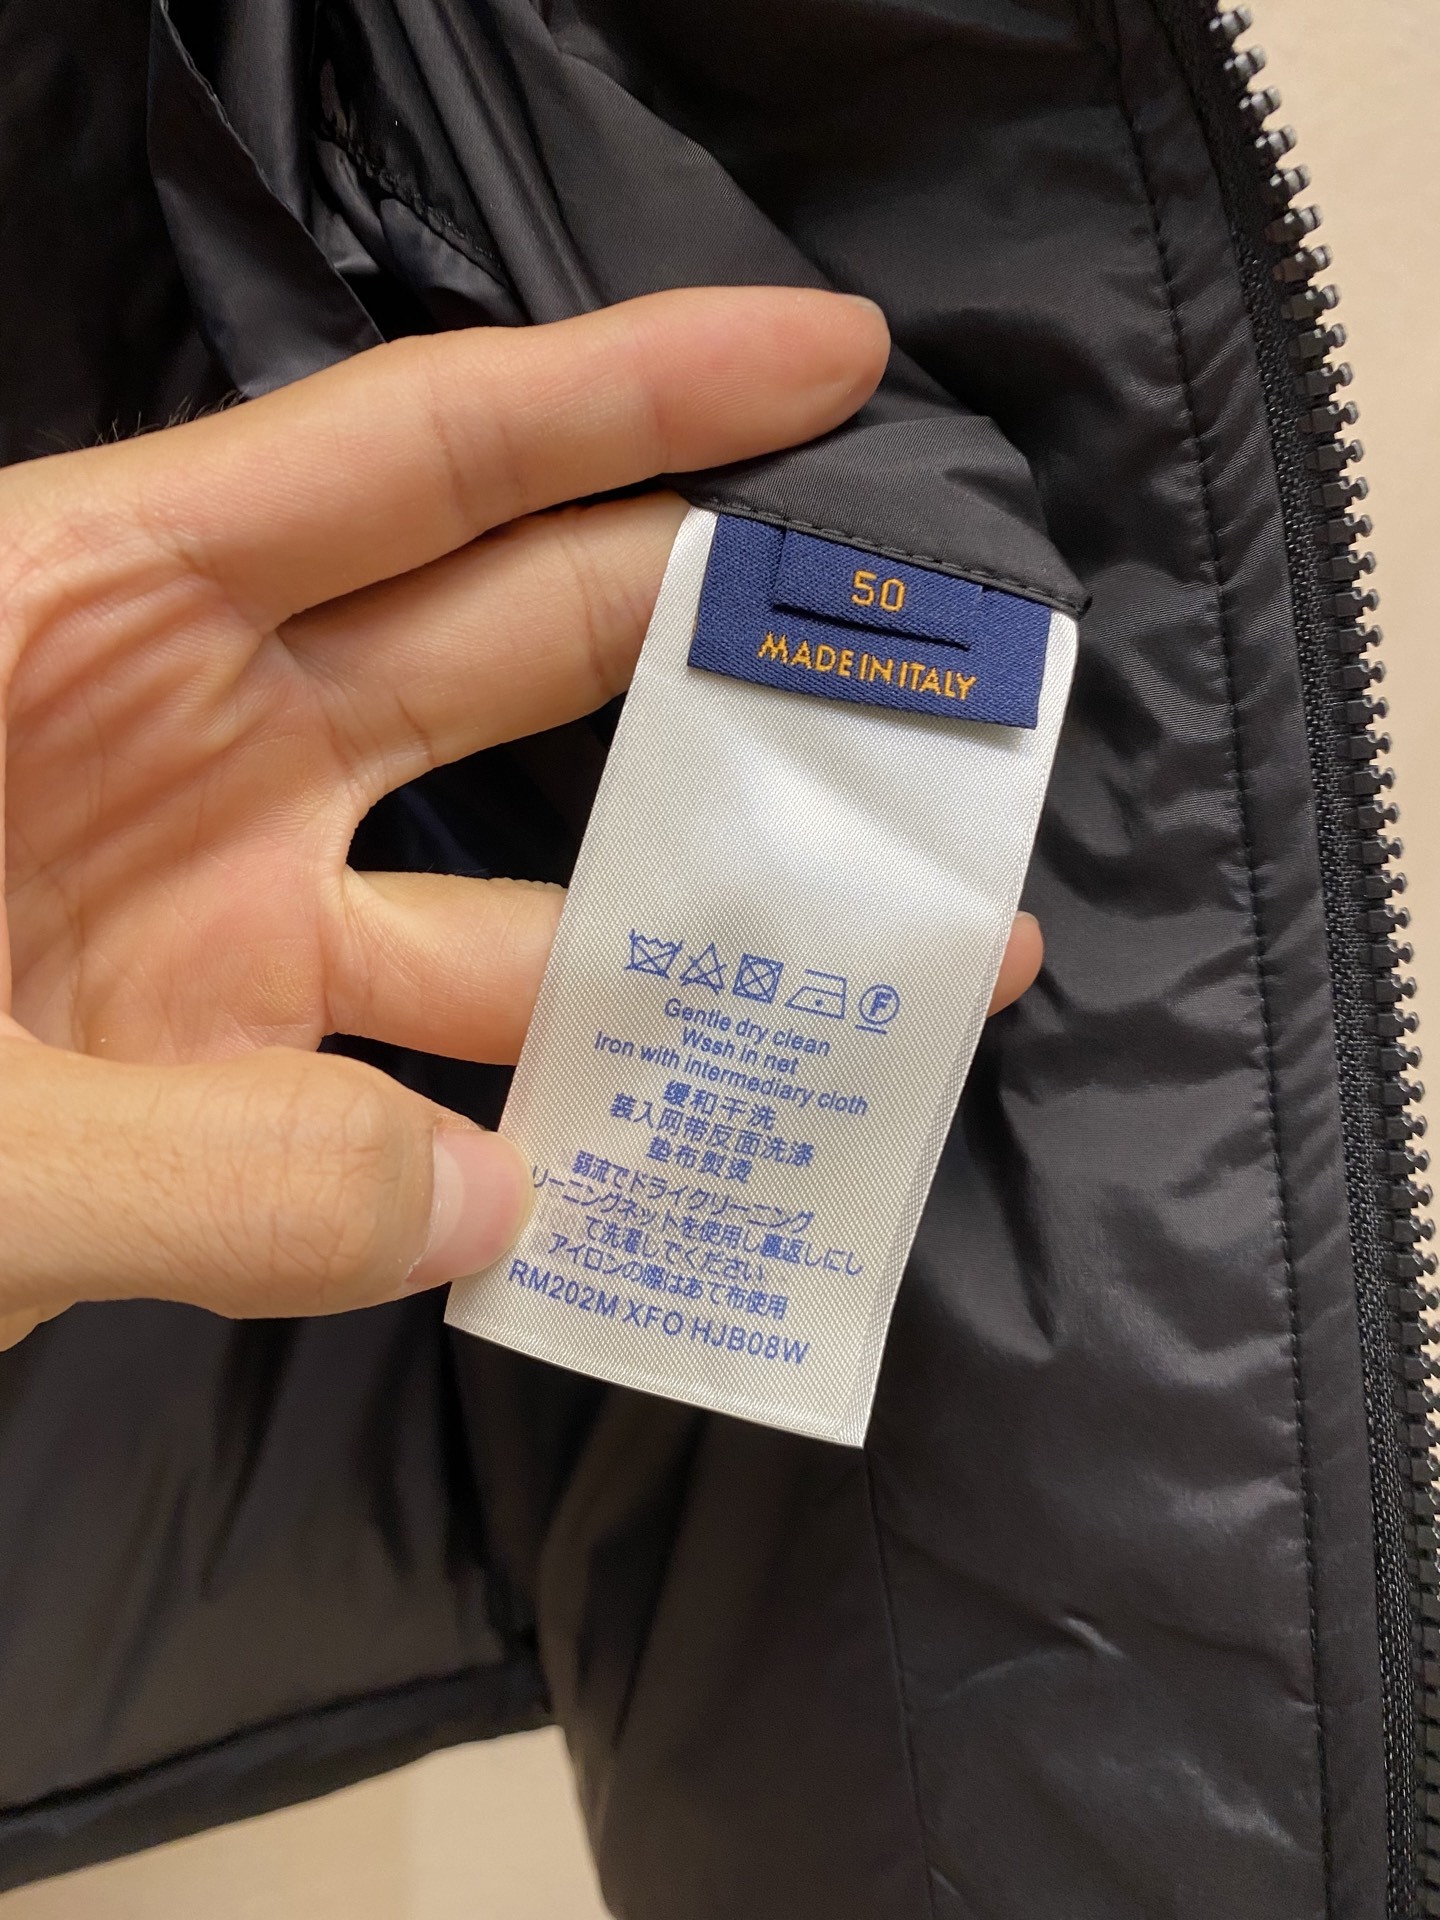 50
MADE IN ITALY
F
Gentle dry clean
Wssh in net
Iron with intermediary cloth
缓和干洗
装入网带反面洗涤
垫布熨烫
弱流でドライクリーニング
リーニングネットを使用し裏返しにし
て洗濯してください
アイロンの際はあて布使用
RM202M XFO HJB08W